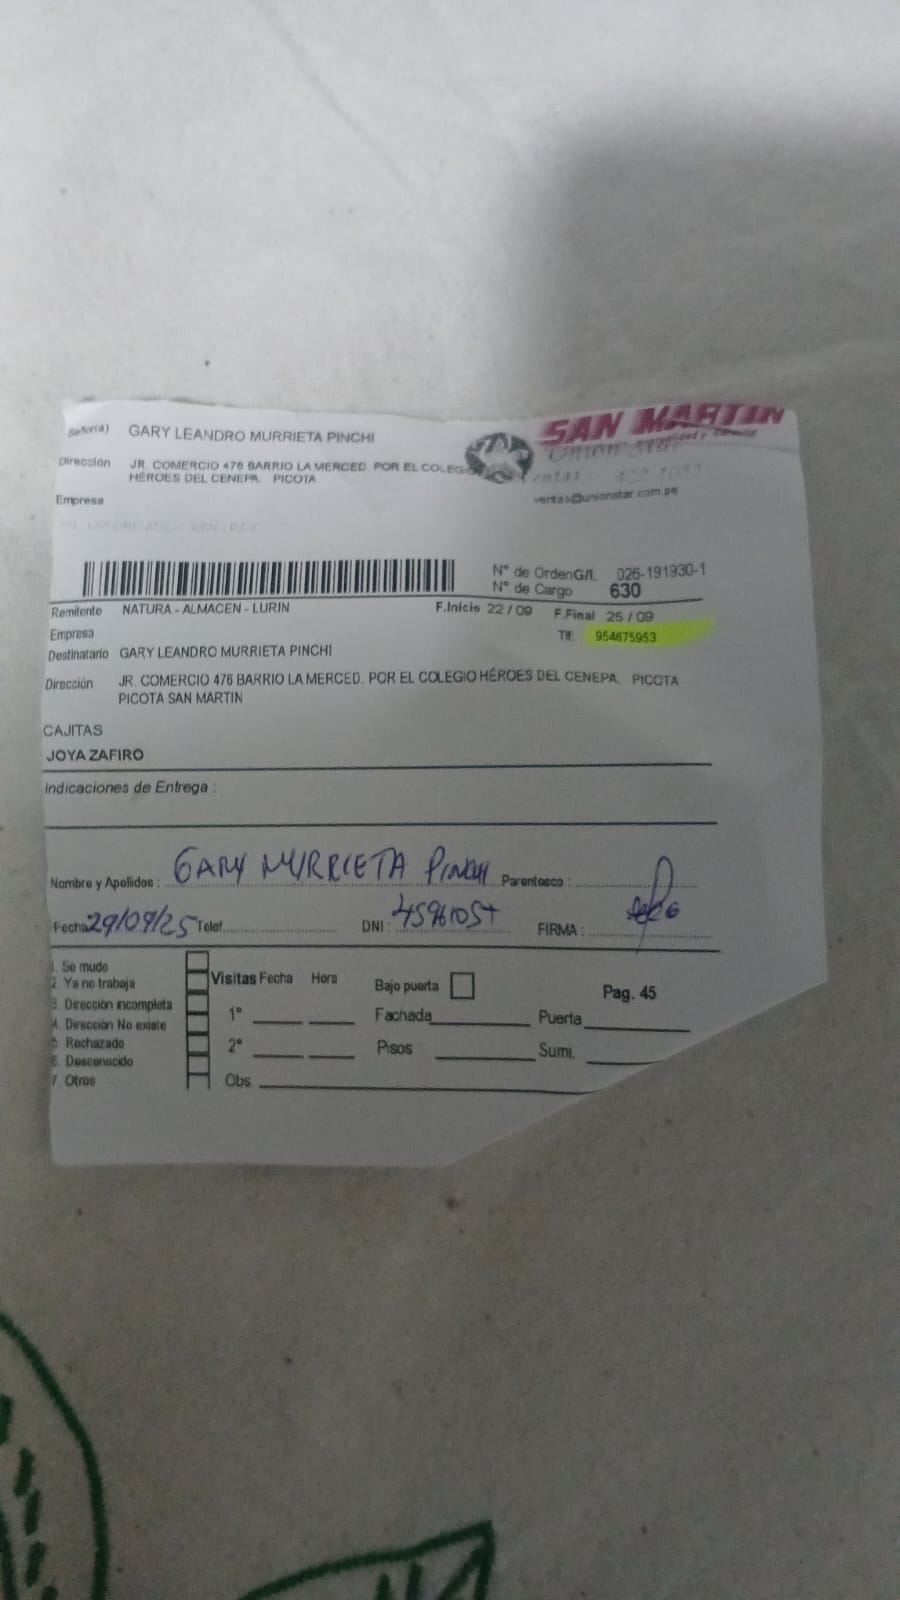 Señor(a) GARY LEANDRO MURRIETA PINCHI
SAN MARTIN
Dirección JR. COMERCIO 476 BARRIO LA MERCED. POR EL COLEGIO
HÉROES DEL CENEPA. PICOTA
Union Star
Empresa
ventas@unionstar.com.pe
N° de OrdenG/I. 026-191930-1
N° de Cargo 630
Remitente NATURA - ALMACEN - LURIN F.Inicio 22 / 09 F.Final 25 / 09
Empresa Tlf: 954675953
Destinatario GARY LEANDRO MURRIETA PINCHI
Dirección JR. COMERCIO 476 BARRIO LA MERCED. POR EL COLEGIO HÉROES DEL CENEPA. PICOTA
PICOTA SAN MARTIN
CAJITAS
JOYA ZAFIRO
Indicaciones de Entrega :
Nombre y Apellidos : GARY MURRIETA PINCHI Parentesco :
Fecha 29/09/25 Telef. DNI : FIRMA :
1. Se mudo
2. Ya no trabaja
3. Dirección incompleta
4. Dirección No existe
5. Rechazado
6. Desconocido
7. Otros
Visitas Fecha Hora
1°
2°
Obs.
Bajo puerta
Fachada
Pisos
Pag. 45
Puerta
Sumi.